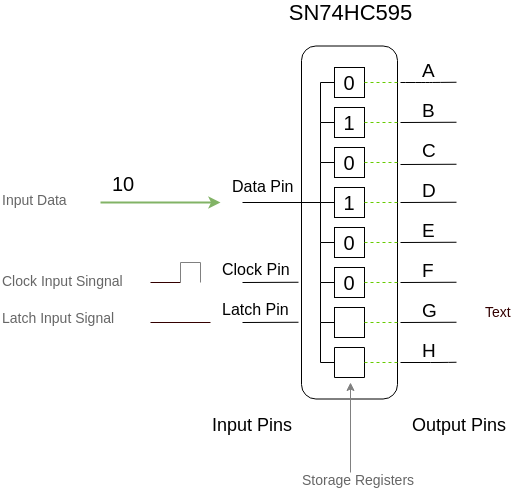 SN74HC595
0
A
1
B
0
C
10
Data Pin
Input Data
1
D
0
E
Clock Input Singnal
Clock Pin
0
F
Latch Input Signal
Latch Pin
G
Text
H
Input Pins
Output Pins
Storage Registers